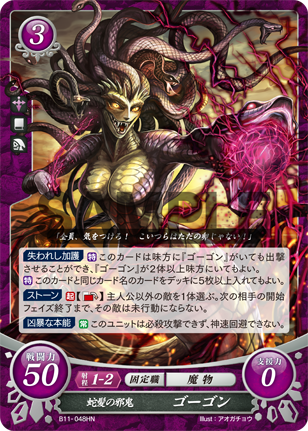 3
SAMPLE
「全員、気をつけろ! こいつらはただの卵じゃない!」
失われし加護 特 このカードは味方に『ゴーゴン』がいても出撃
させることができ、『ゴーゴン』が2体以上味方にいてもよい。
特 このカードと同じカード名のカードをデッキに5枚以上入れてもよい。
ストーン 起 【 】主人公以外の敵を1体選ぶ。次の相手の開始
フェイズ終了まで、その敵は未行動にならない。
凶暴な本能 常 このユニットは必殺攻撃できず、神速回避できない。
戦闘力
50
射程 1-2 固定職 魔物
支援力
0
蛇髪の邪鬼 ゴーゴン
B11-048HN
Illust:アオガチョウ